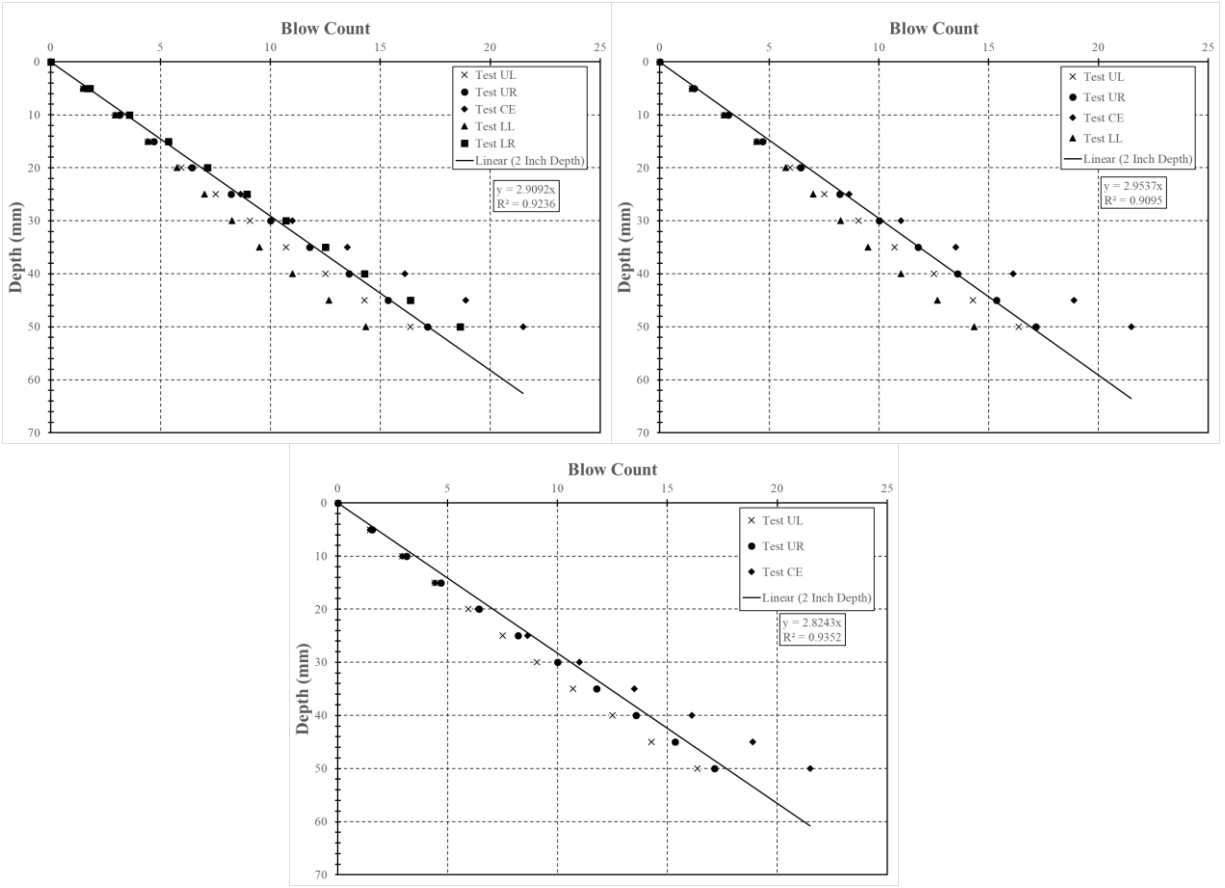 Blow Count
0 5 10 15 20 25
0
10
20
30
40
50
60
70
Depth (mm)
Test UL
Test UR
Test CE
Test LL
Test LR
Linear (2 Inch Depth)
y = 2.9092x
R² = 0.9236
Blow Count
0 5 10 15 20 25
0
10
20
30
40
50
60
70
Depth (mm)
Test UL
Test UR
Test CE
Test LL
Linear (2 Inch Depth)
y = 2.9537x
R² = 0.9095
Blow Count
0 5 10 15 20 25
0
10
20
30
40
50
60
70
Depth (mm)
Test UL
Test UR
Test CE
Linear (2 Inch Depth)
y = 2.8243x
R² = 0.9352